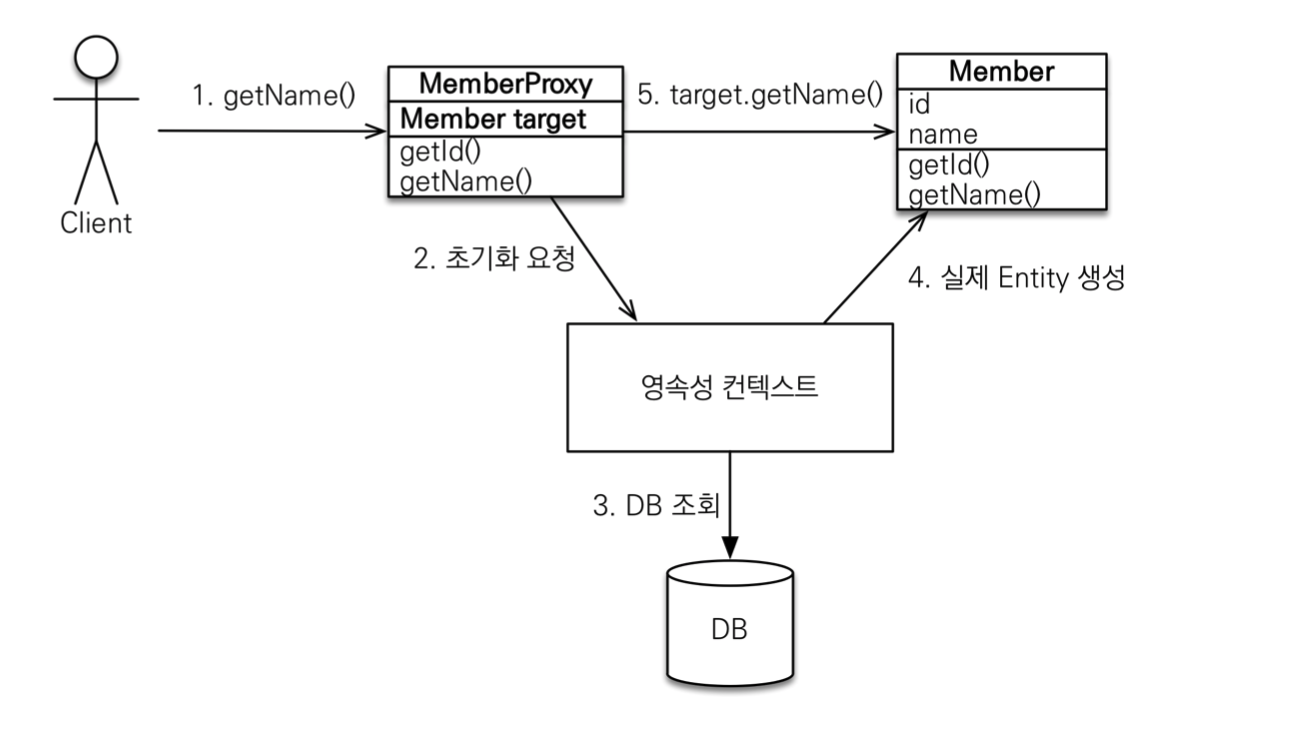 1. getName()
MemberProxy
Member target
getId()
getName()
5. target.getName()
Member
id
name
getId()
getName()
Client
2. 초기화 요청
4. 실제 Entity 생성
영속성 컨텍스트
3. DB 조회
DB